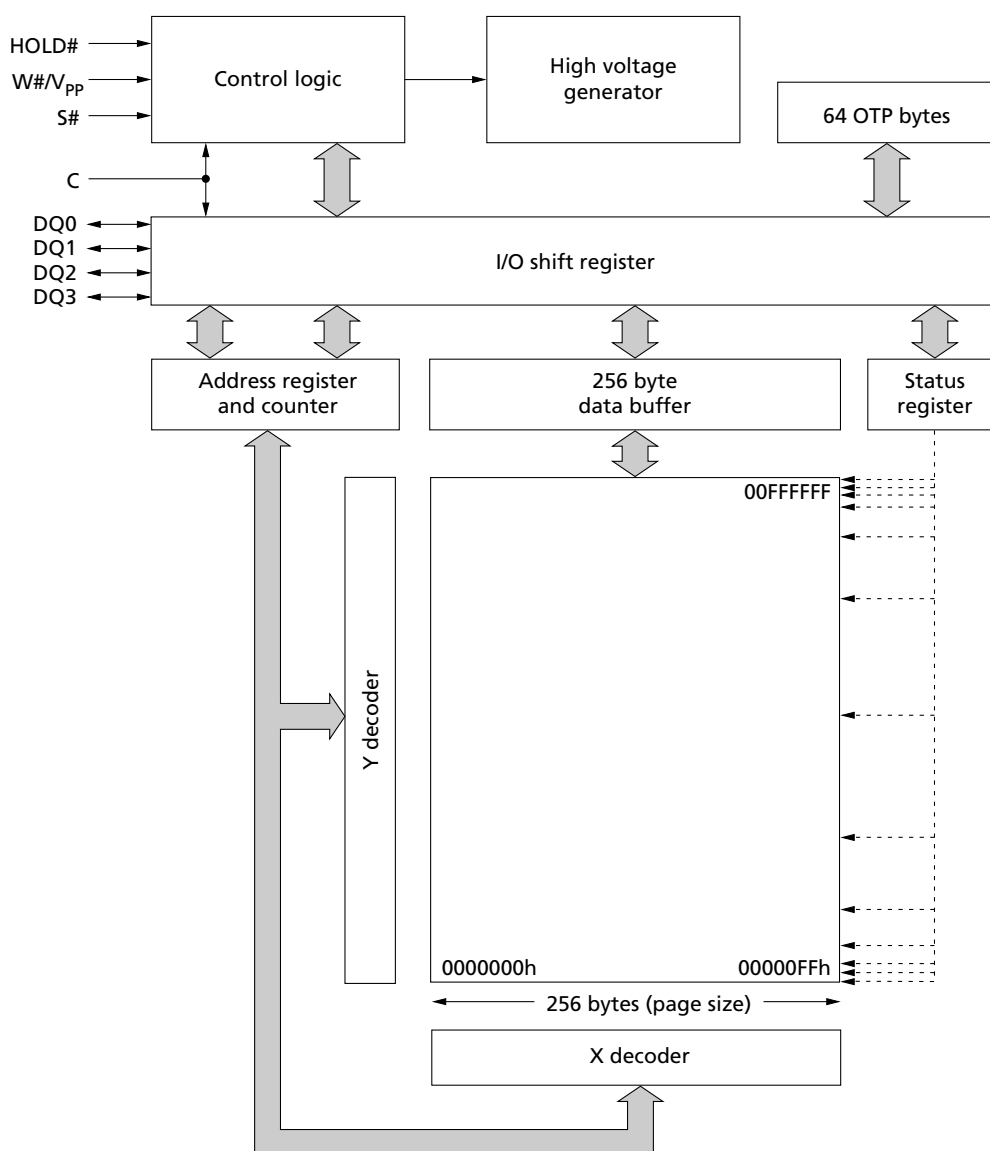 HOLD#
W#/VPP
S#
Control logic
High voltage
generator
64 OTP bytes
C
DQ0
DQ1
DQ2
DQ3
I/O shift register
Address register
and counter
256 byte
data buffer
Status
register
00FFFFFF
Y decoder
0000000h
00000FFh
256 bytes (page size)
X decoder